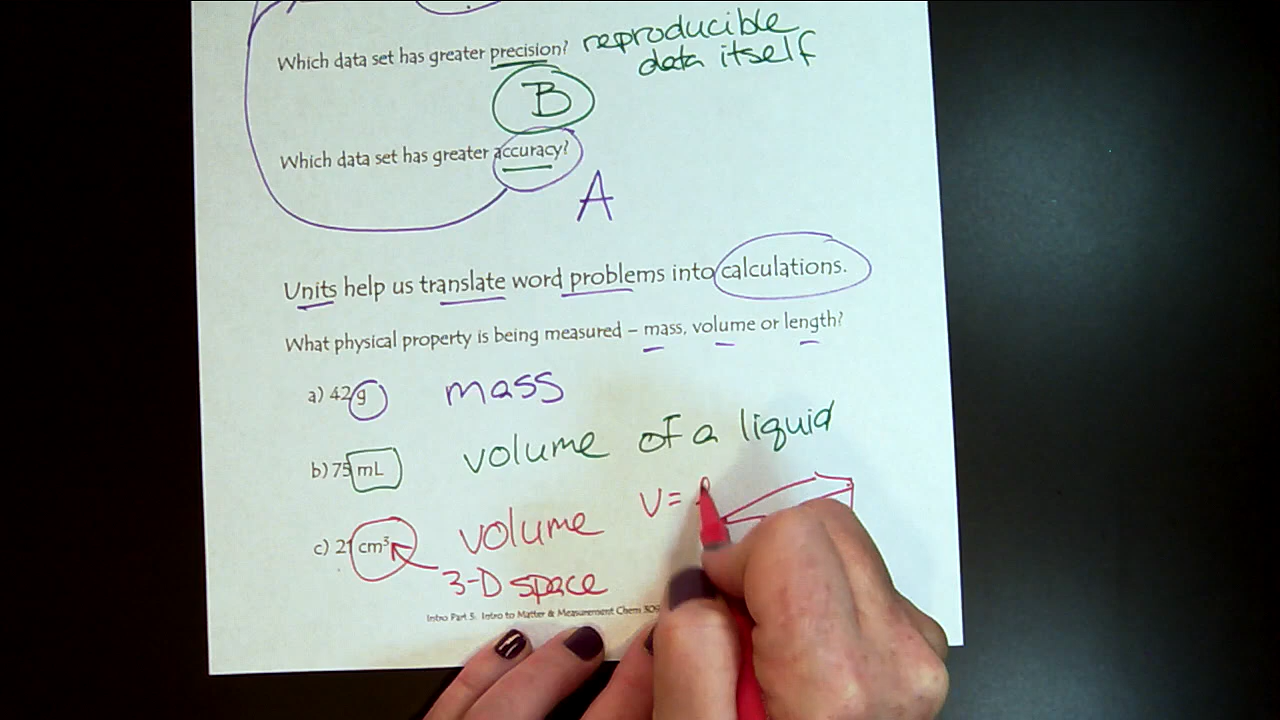 Which data set has greater precision? reproducible
data itself
B
Which data set has greater accuracy?
A
Units help us translate word problems into calculations.
What physical property is being measured – mass, volume or length?
a) 42g mass
b) 75 mL volume of a liquid
c) 21 cm³ volume V=
3-D space
Intro Part 5. Intro to Matter & Measurement Chem 309